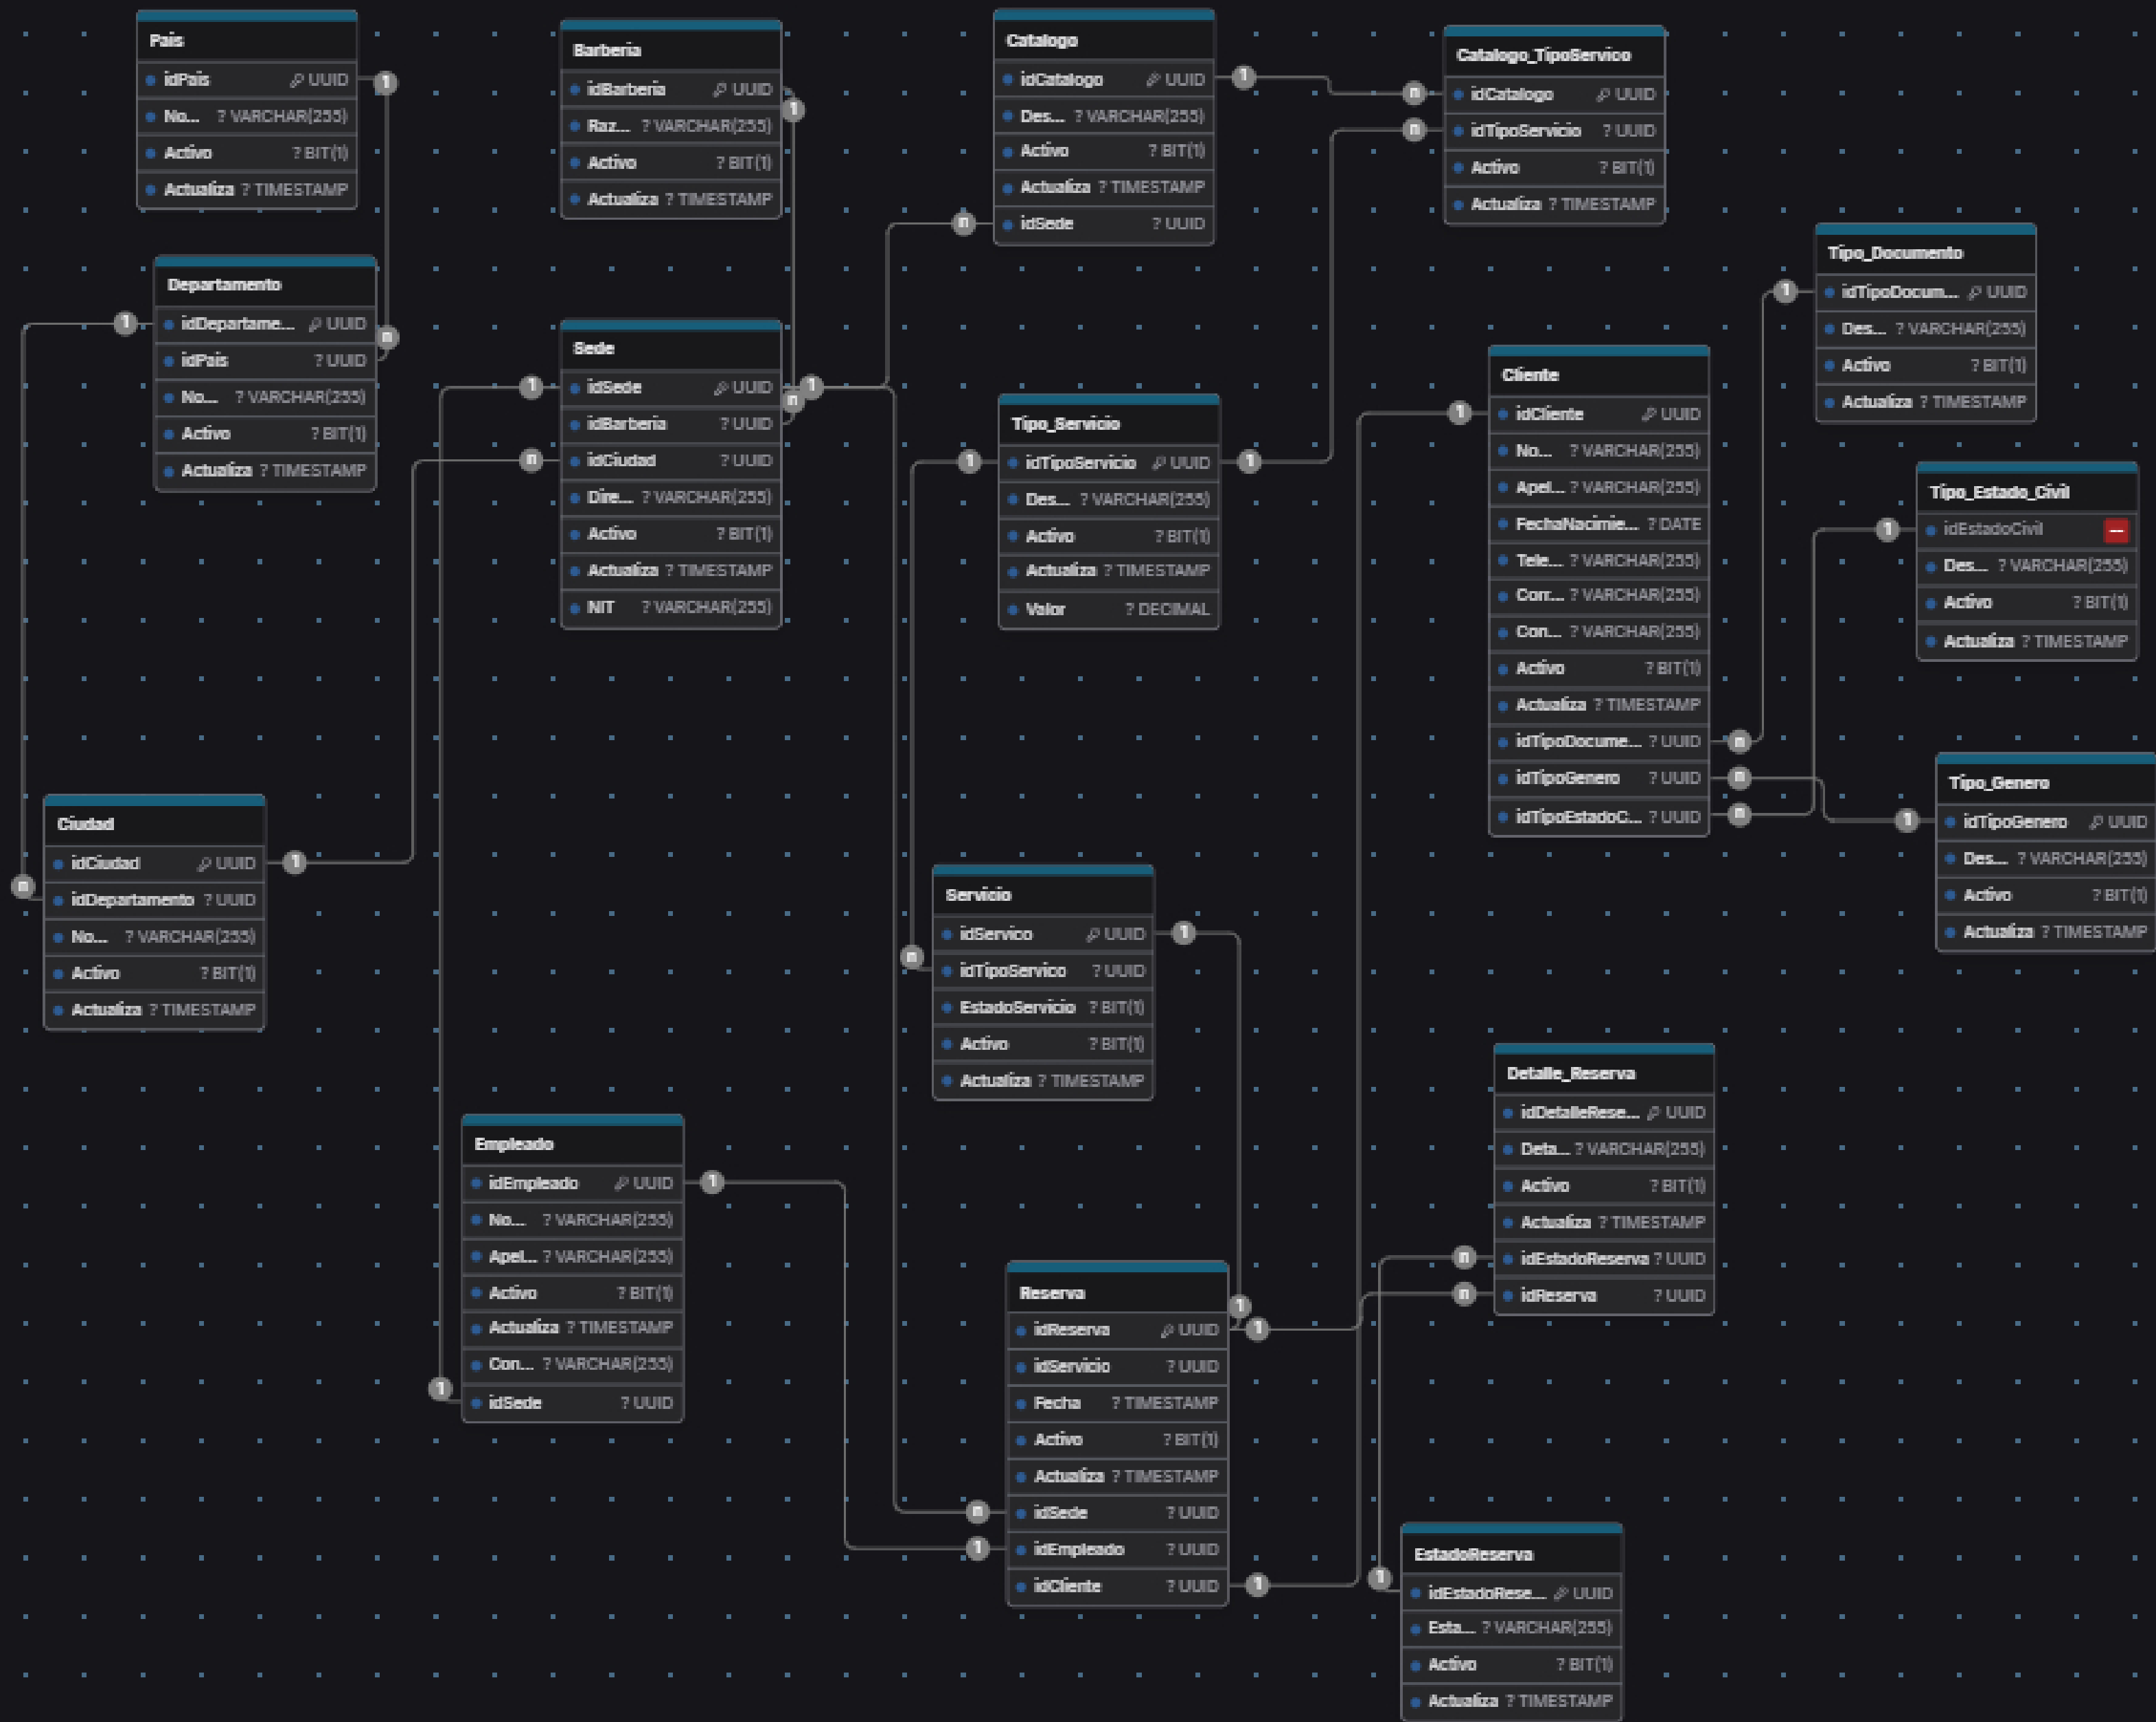 País
idPais UUID
No... ? VARCHAR(255)
Activo ? BIT(1)
Actualiza ? TIMESTAMP
Barberia
idBarberia UUID
Raz... ? VARCHAR(255)
Activo ? BIT(1)
Actualiza ? TIMESTAMP
Catalogo
idCatalogo UUID
Des... ? VARCHAR(255)
Activo ? BIT(1)
Actualiza ? TIMESTAMP
idSede ? UUID
Catalogo_TipoServico
idCatalogo UUID
idTipoServicio ? UUID
Activo ? BIT(1)
Actualiza ? TIMESTAMP
Departamento
idDepartame... UUID
idPais ? UUID
No... ? VARCHAR(255)
Activo ? BIT(1)
Actualiza ? TIMESTAMP
Sede
idSede UUID
idBarberia ? UUID
idCiudad ? UUID
Dire... ? VARCHAR(255)
Activo ? BIT(1)
Actualiza ? TIMESTAMP
NIT ? VARCHAR(255)
Tipo_Servicio
idTipoServicio UUID
Des... ? VARCHAR(255)
Activo ? BIT(1)
Actualiza ? TIMESTAMP
Valor ? DECIMAL
Cliente
idCliente UUID
No... ? VARCHAR(255)
Apel... ? VARCHAR(255)
FechaNacimie... ? DATE
Tele... ? VARCHAR(255)
Corr... ? VARCHAR(255)
Con... ? VARCHAR(255)
Activo ? BIT(1)
Actualiza ? TIMESTAMP
idTipoDocume... ? UUID
idTipoGenero ? UUID
idTipoEstadoC... ? UUID
Tipo_Documento
idTipoDocum... UUID
Des... ? VARCHAR(255)
Activo ? BIT(1)
Actualiza ? TIMESTAMP
Tipo_Estado_Civil
idEstadoCivil
Des... ? VARCHAR(255)
Activo ? BIT(1)
Actualiza ? TIMESTAMP
Tipo_Genero
idTipoGenero UUID
Des... ? VARCHAR(255)
Activo ? BIT(1)
Actualiza ? TIMESTAMP
Ciudad
idCiudad UUID
idDepartamento ? UUID
No... ? VARCHAR(255)
Activo ? BIT(1)
Actualiza ? TIMESTAMP
Servicio
idServico UUID
idTipoServico ? UUID
EstadoServicio ? BIT(1)
Activo ? BIT(1)
Actualiza ? TIMESTAMP
Empleado
idEmpleado UUID
No... ? VARCHAR(255)
Apel... ? VARCHAR(255)
Activo ? BIT(1)
Actualiza ? TIMESTAMP
Con... ? VARCHAR(255)
idSede ? UUID
Detalle_Reserva
idDetalleRese... UUID
Deta... ? VARCHAR(255)
Activo ? BIT(1)
Actualiza ? TIMESTAMP
idEstadoReserva ? UUID
idReserva ? UUID
Reserva
idReserva UUID
idServicio ? UUID
Fecha ? TIMESTAMP
Activo ? BIT(1)
Actualiza ? TIMESTAMP
idSede ? UUID
idEmpleado ? UUID
idCliente ? UUID
EstadoReserva
idEstadoRese... UUID
Esta... ? VARCHAR(255)
Activo ? BIT(1)
Actualiza ? TIMESTAMP